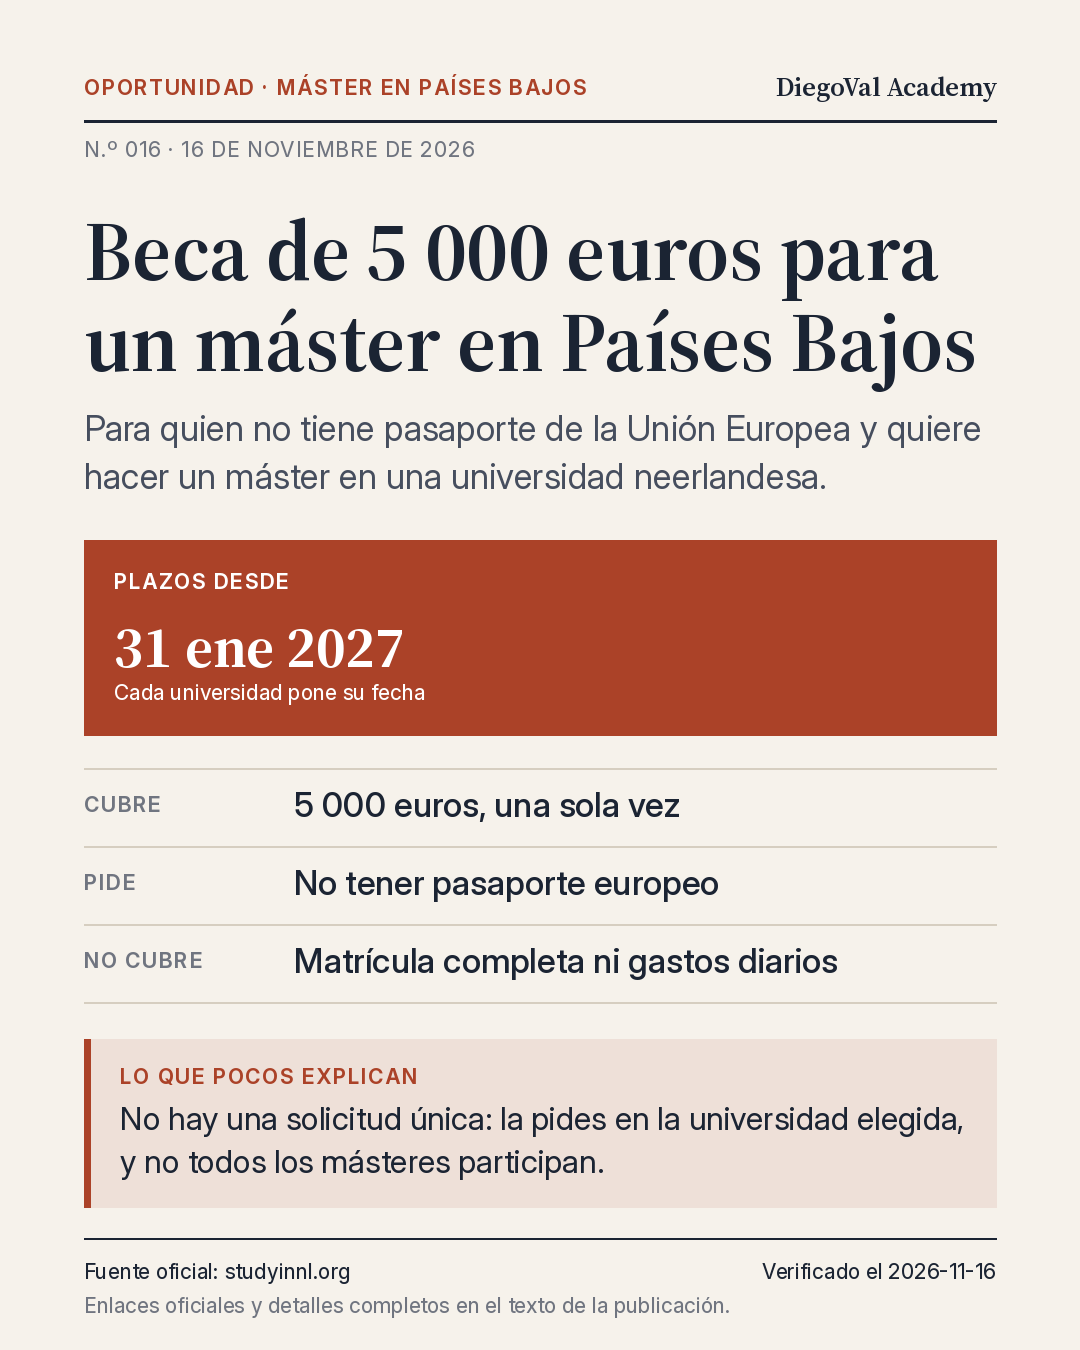 OPORTUNIDAD · MÁSTER EN PAÍSES BAJOS
DiegoVal Academy
N.º 016 · 16 DE NOVIEMBRE DE 2026
Beca de 5 000 euros para
un máster en Países Bajos
Para quien no tiene pasaporte de la Unión Europea y quiere
hacer un máster en una universidad neerlandesa.
PLAZOS DESDE
31 ene 2027
Cada universidad pone su fecha
CUBRE
5 000 euros, una sola vez
PIDE
No tener pasaporte europeo
NO CUBRE
Matrícula completa ni gastos diarios
LO QUE POCOS EXPLICAN
No hay una solicitud única: la pides en la universidad elegida,
y no todos los másteres participan.
Fuente oficial: studyinnl.org
Verificado el 2026-11-16
Enlaces oficiales y detalles completos en el texto de la publicación.